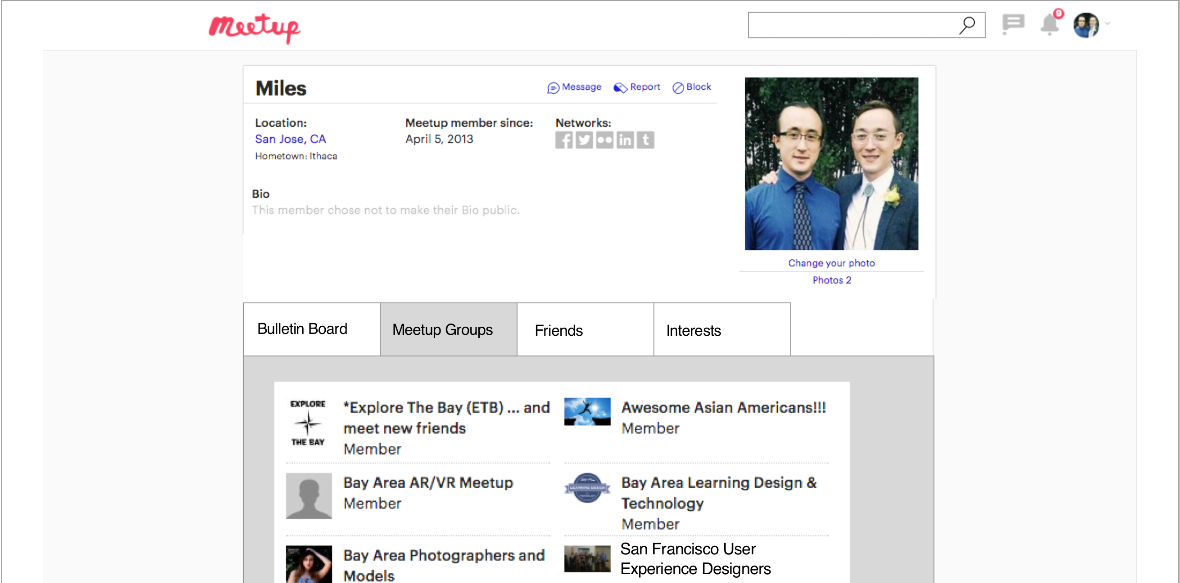 Meetup
9
Miles
Message Report Block
Location:
San Jose, CA
Hometown: Ithaca
Meetup member since:
April 5, 2013
Networks:
f in t
Bio
This member chose not to make their Bio public.
Change your photo
Photos 2
Bulletin Board
Meetup Groups
Friends
Interests
EXPLORE
THE BAY
*Explore The Bay (ETB) ... and
meet new friends
Member
Awesome Asian Americans!!!
Member
Bay Area AR/VR Meetup
Member
LEARNING DESIGN
Bay Area Learning Design &
Technology
Member
Bay Area Photographers and
Models
San Francisco User
Experience Designers